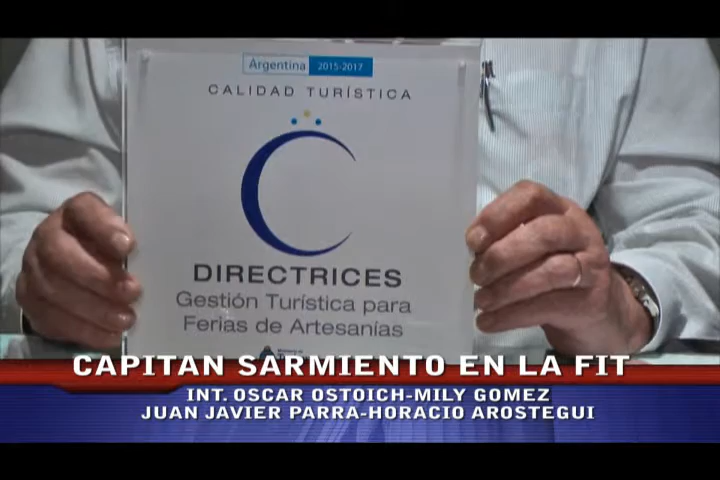 Argentina 2015-2017
CALIDAD TURÍSTICA
DIRECTRICES
Gestión Turística para
Ferias de Artesanías
CAPITAN SARMIENTO EN LA FIT
INT. OSCAR OSTOICH-MILY GOMEZ
JUAN JAVIER PARRA-HORACIO AROSTEGUI